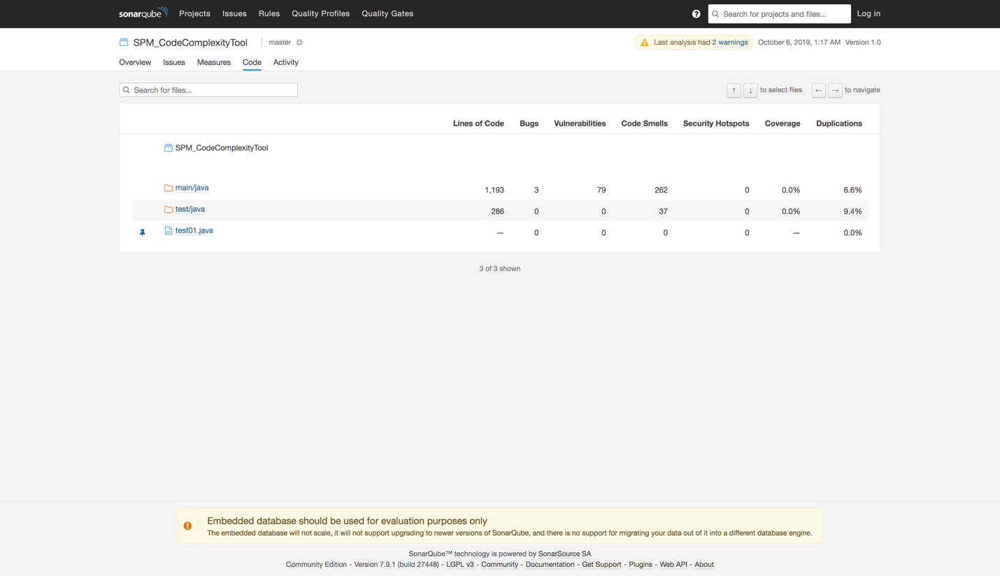 sonarqube Projects Issues Rules Quality Profiles Quality Gates ? Search for projects and files... Log in
SPM_CodeComplexityTool master Last analysis had 2 warnings October 6, 2019, 1:17 AM Version 1.0
Overview Issues Measures Code Activity
Search for files... ↑ ↓ to select files ← → to navigate
Lines of Code Bugs Vulnerabilities Code Smells Security Hotspots Coverage Duplications
SPM_CodeComplexityTool
main/java 1,193 3 79 262 0 0.0% 6.6%
test/java 286 0 0 37 0 0.0% 9.4%
test01.java — 0 0 0 0 — 0.0%
3 of 3 shown
Embedded database should be used for evaluation purposes only
The embedded database will not scale, it will not support upgrading to newer versions of SonarQube, and there is no support for migrating your data out of it into a different database engine.
SonarQube™ technology is powered by SonarSource SA
Community Edition - Version 7.9.1 (build 27448) - LGPL v3 - Community - Documentation - Get Support - Plugins - Web API - About